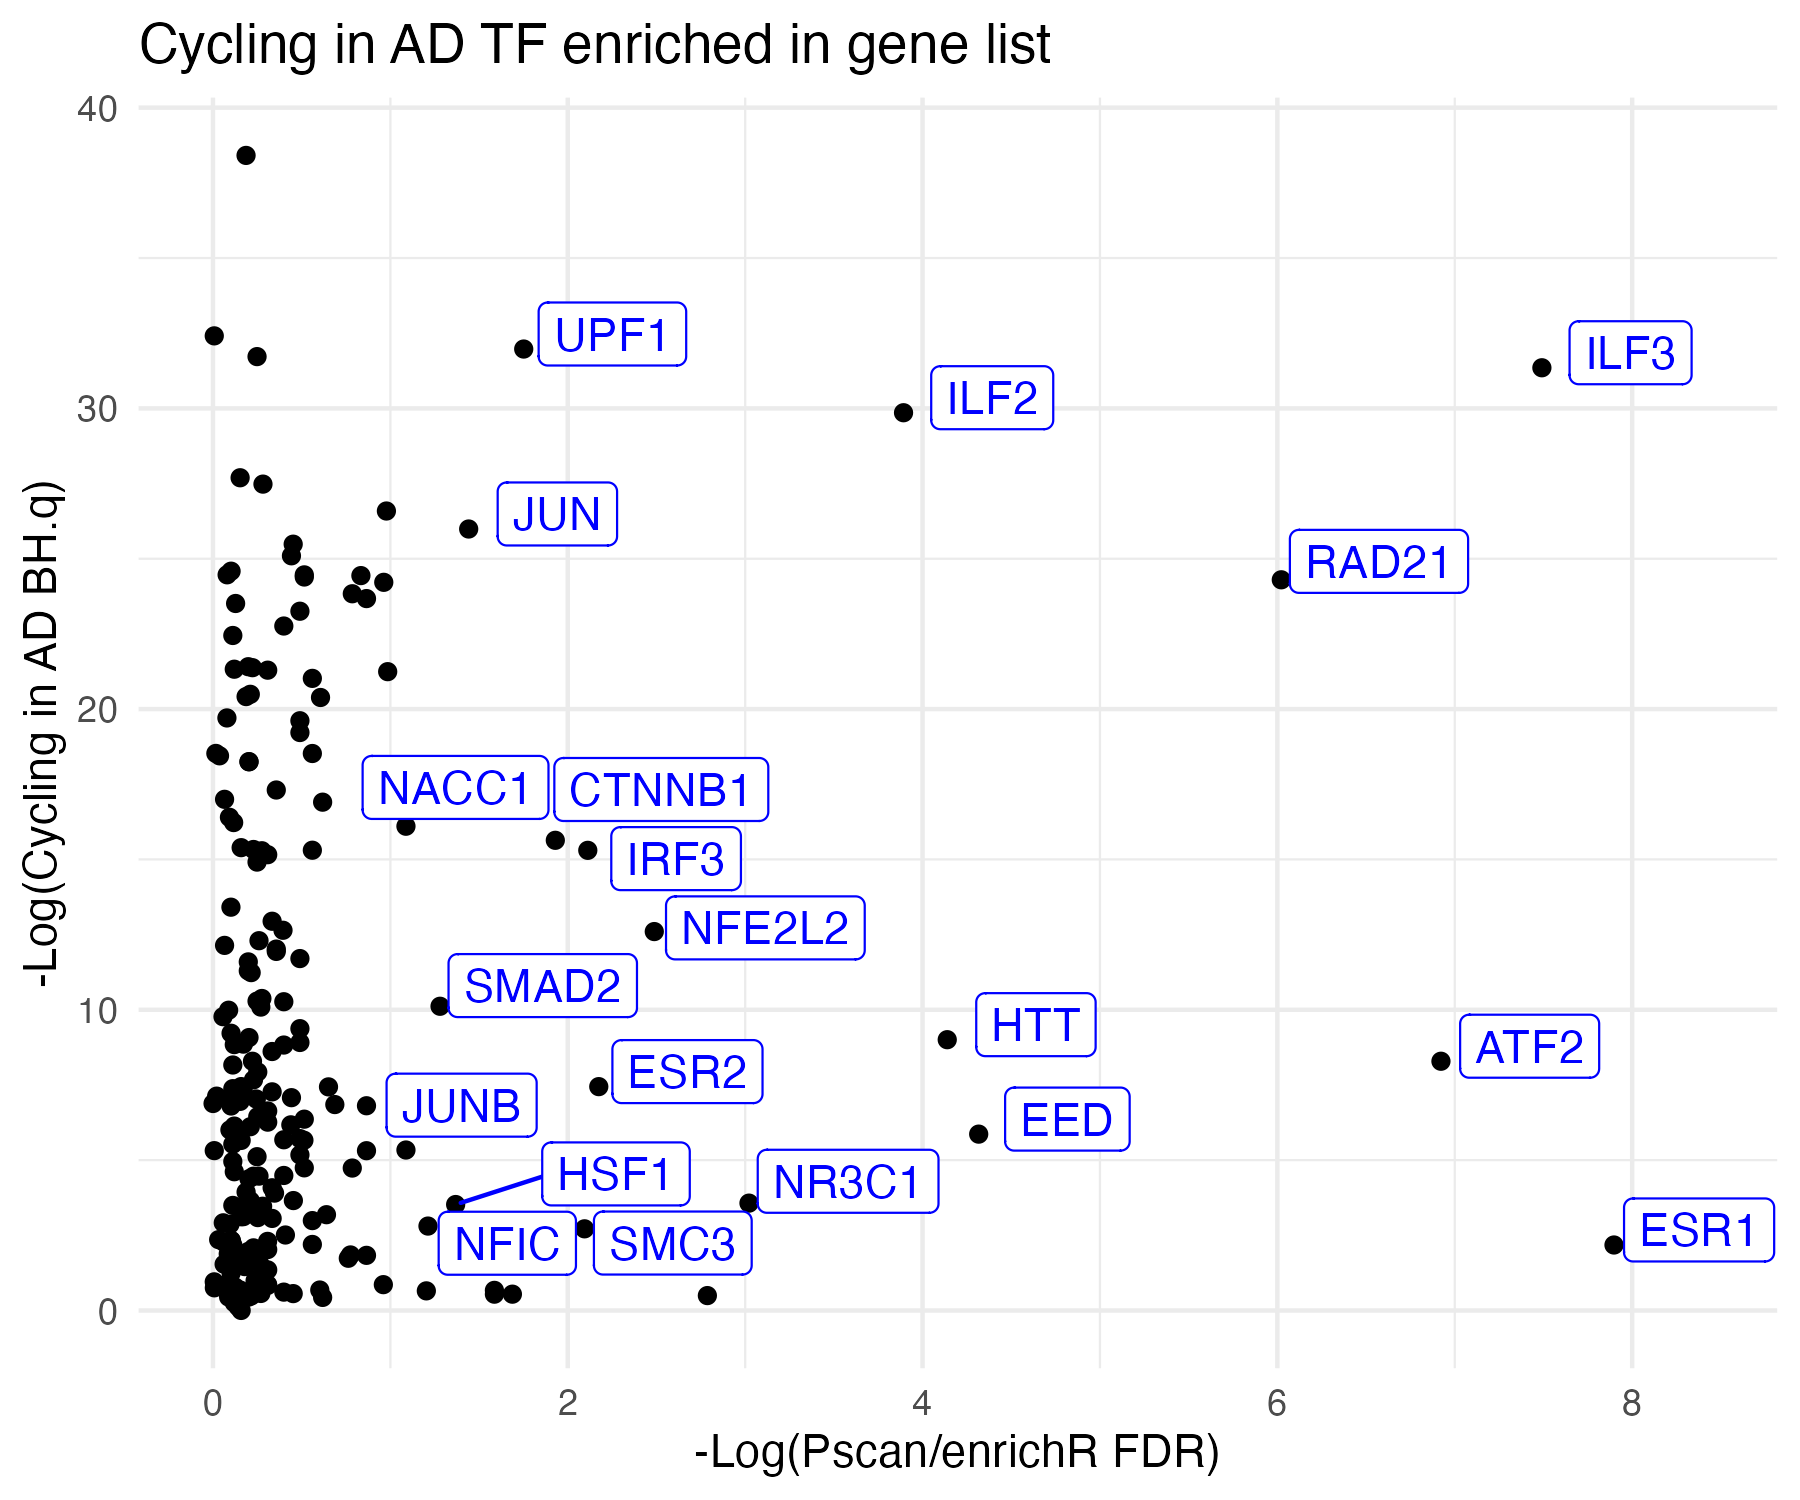 Cycling in AD TF enriched in gene list
-Log(Cycling in AD BH.q)
40
30
20
10
0
UPF1
ILF3
ILF2
JUN
RAD21
NACC1
CTNNB1
IRF3
NFE2L2
SMAD2
HTT
ATF2
ESR2
JUNB
EED
HSF1
NR3C1
NFIC
SMC3
ESR1
0
2
4
6
8
-Log(Pscan/enrichR FDR)